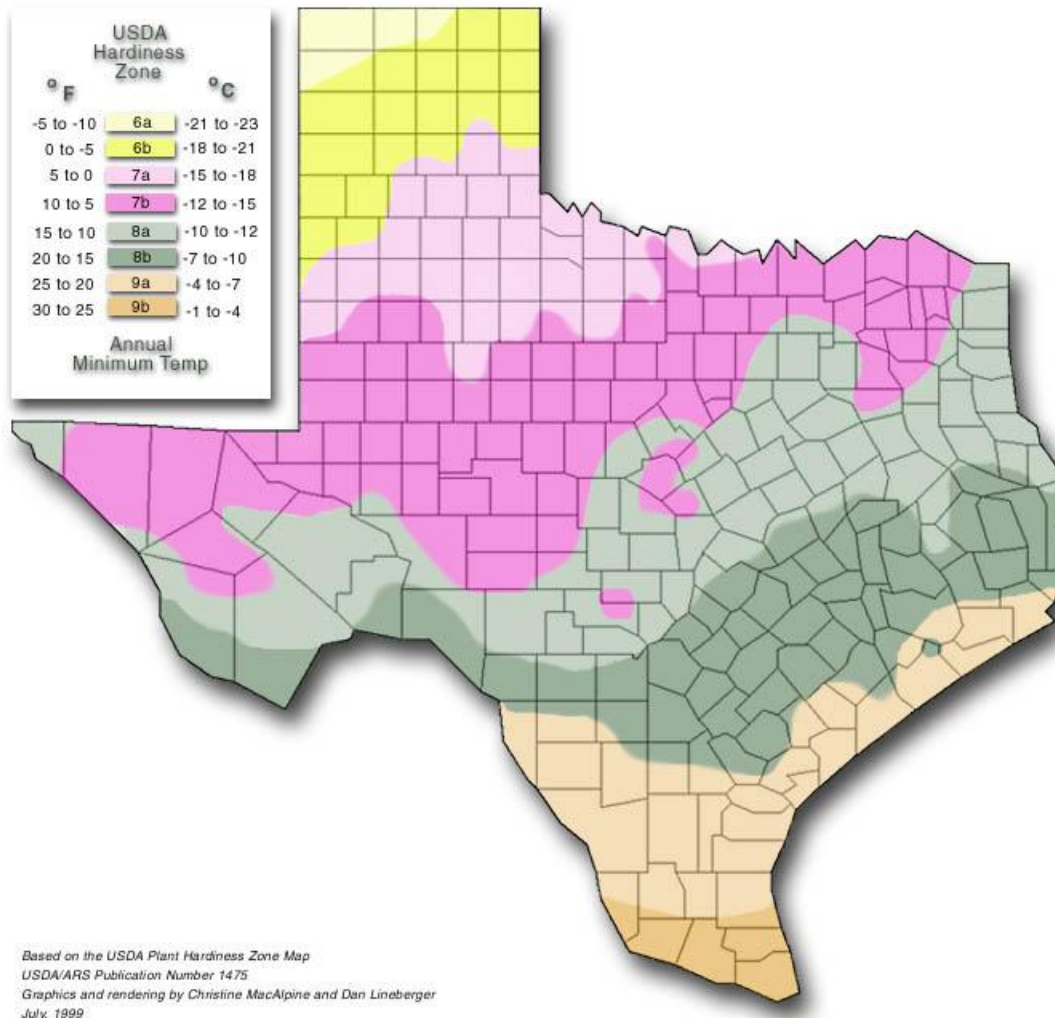 USDA
Hardiness
Zone
°F °C
-5 to -10 6a -21 to -23
0 to -5 6b -18 to -21
5 to 0 7a -15 to -18
10 to 5 7b -12 to -15
15 to 10 8a -10 to -12
20 to 15 8b -7 to -10
25 to 20 9a -4 to -7
30 to 25 9b -1 to -4
Annual
Minimum Temp
Based on the USDA Plant Hardiness Zone Map
USDA/ARS Publication Number 1475
Graphics and rendering by Christine MacAlpine and Dan Lineberger
July, 1999